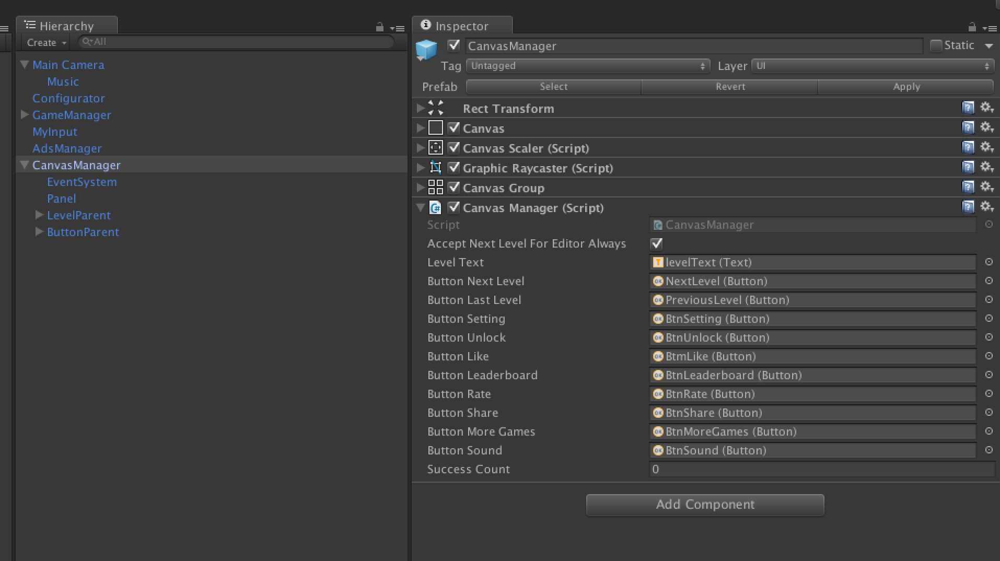 Hierarchy
Create
All
Main Camera
Music
Configurator
GameManager
MyInput
AdsManager
CanvasManager
EventSystem
Panel
LevelParent
ButtonParent
Inspector
CanvasManager
Static
Tag Untagged Layer UI
Prefab Select Revert Apply
Rect Transform
Canvas
Canvas Scaler (Script)
Graphic Raycaster (Script)
Canvas Group
Canvas Manager (Script)
Script CanvasManager
Accept Next Level For Editor Always
Level Text levelText (Text)
Button Next Level NextLevel (Button)
Button Last Level PreviousLevel (Button)
Button Setting BtnSetting (Button)
Button Unlock BtnUnlock (Button)
Button Like BtmLike (Button)
Button Leaderboard BtnLeaderboard (Button)
Button Rate BtnRate (Button)
Button Share BtnShare (Button)
Button More Games BtnMoreGames (Button)
Button Sound BtnSound (Button)
Success Count 0
Add Component